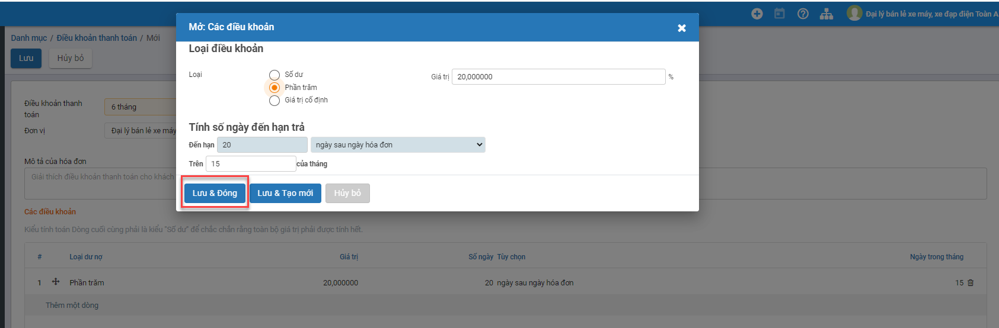 Đại lý bán lẻ xe máy, xe đạp điện Toàn A
Danh mục / Điều khoản thanh toán / Mới
Lưu
Hủy bỏ
Mở: Các điều khoản
Loại điều khoản
Loại
Số dư
Phần trăm
Giá trị cố định
Giá trị 20,000000 %
Tính số ngày đến hạn trả
Đến hạn 20 ngày sau ngày hóa đơn
Trên 15 của tháng
Lưu & Đóng
Lưu & Tạo mới
Hủy bỏ
Điều khoản thanh toán
6 tháng
Đơn vị
Đại lý bán lẻ xe máy
Mô tả của hóa đơn
Giải thích điều khoản thanh toán cho khách
Các điều khoản
Kiểu tính toán Dòng cuối cùng phải là kiểu "Số dư" để chắc chắn rằng toàn bộ giá trị phải được tính hết.
# Loại dư nợ Giá trị Số ngày Tùy chọn Ngày trong tháng
1 Phần trăm 20,000000 20 ngày sau ngày hóa đơn 15
Thêm một dòng